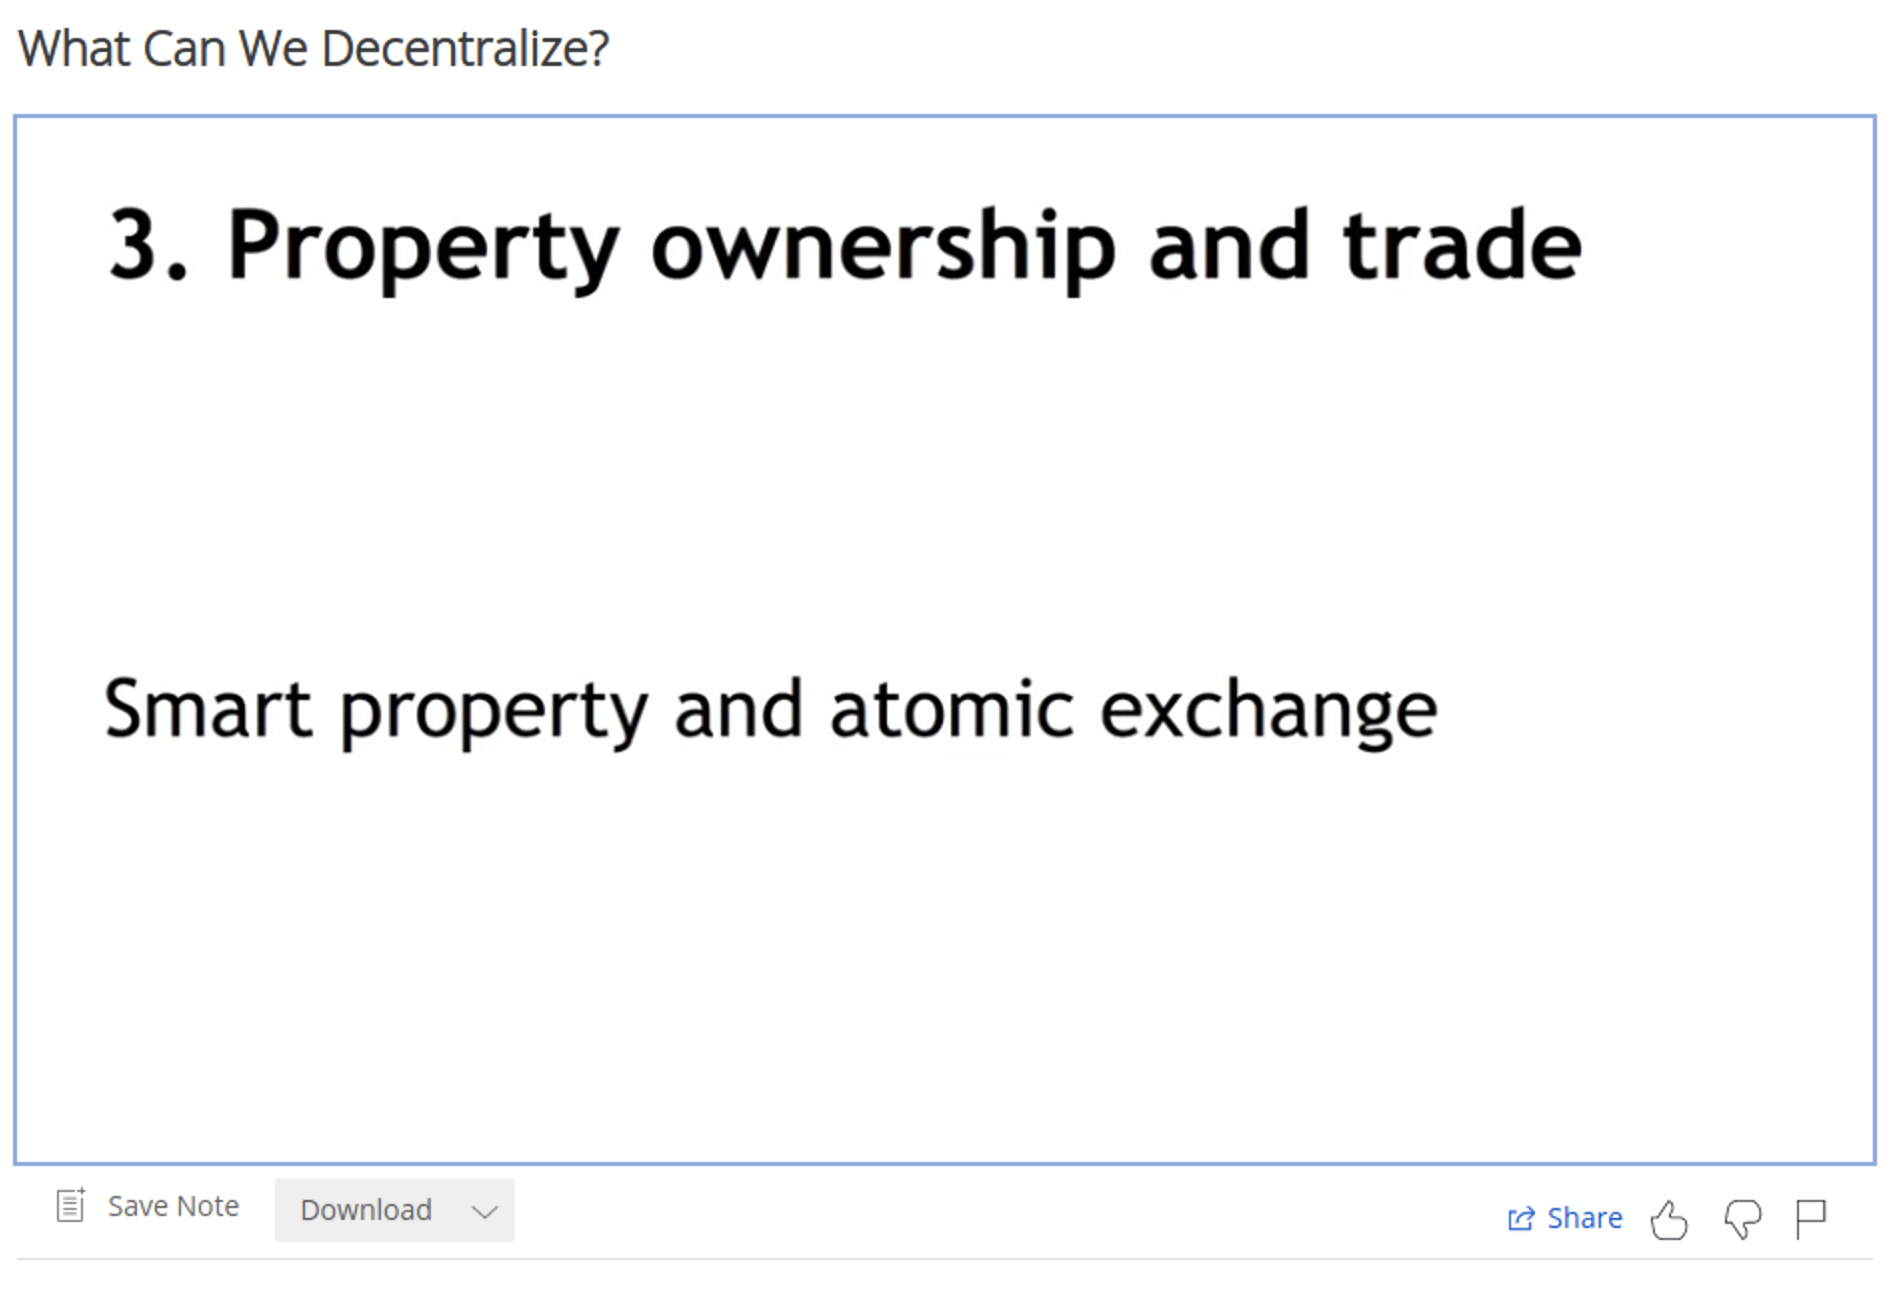 What Can We Decentralize?
3. Property ownership and trade
Smart property and atomic exchange
Save Note
Download
Share